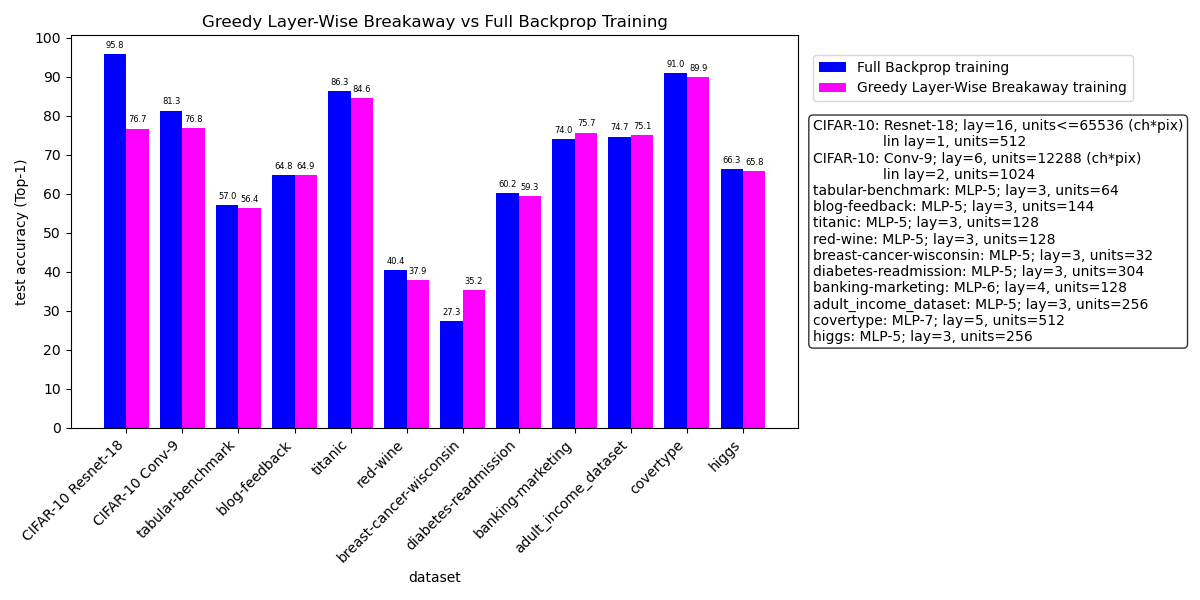 Greedy Layer-Wise Breakaway vs Full Backprop Training
test accuracy (Top-1)
100
90
80
70
60
50
40
30
20
10
0
95.8
76.7
81.3
76.8
57.0
56.4
64.8
64.9
86.3
84.6
40.4
37.9
27.3
35.2
60.2
59.3
74.0
75.7
74.7
75.1
91.0
89.9
66.3
65.8
CIFAR-10 Resnet-18
CIFAR-10 Conv-9
tabular-benchmark
blog-feedback
titanic
red-wine
breast-cancer-wisconsin
diabetes-readmission
banking-marketing
adult_income_dataset
covertype
higgs
dataset
Full Backprop training
Greedy Layer-Wise Breakaway training
CIFAR-10: Resnet-18; lay=16, units<=65536 (ch*pix)
lin lay=1, units=512
CIFAR-10: Conv-9; lay=6, units=12288 (ch*pix)
lin lay=2, units=1024
tabular-benchmark: MLP-5; lay=3, units=64
blog-feedback: MLP-5; lay=3, units=144
titanic: MLP-5; lay=3, units=128
red-wine: MLP-5; lay=3, units=128
breast-cancer-wisconsin: MLP-5; lay=3, units=32
diabetes-readmission: MLP-5; lay=3, units=304
banking-marketing: MLP-6; lay=4, units=128
adult_income_dataset: MLP-5; lay=3, units=256
covertype: MLP-7; lay=5, units=512
higgs: MLP-5; lay=3, units=256